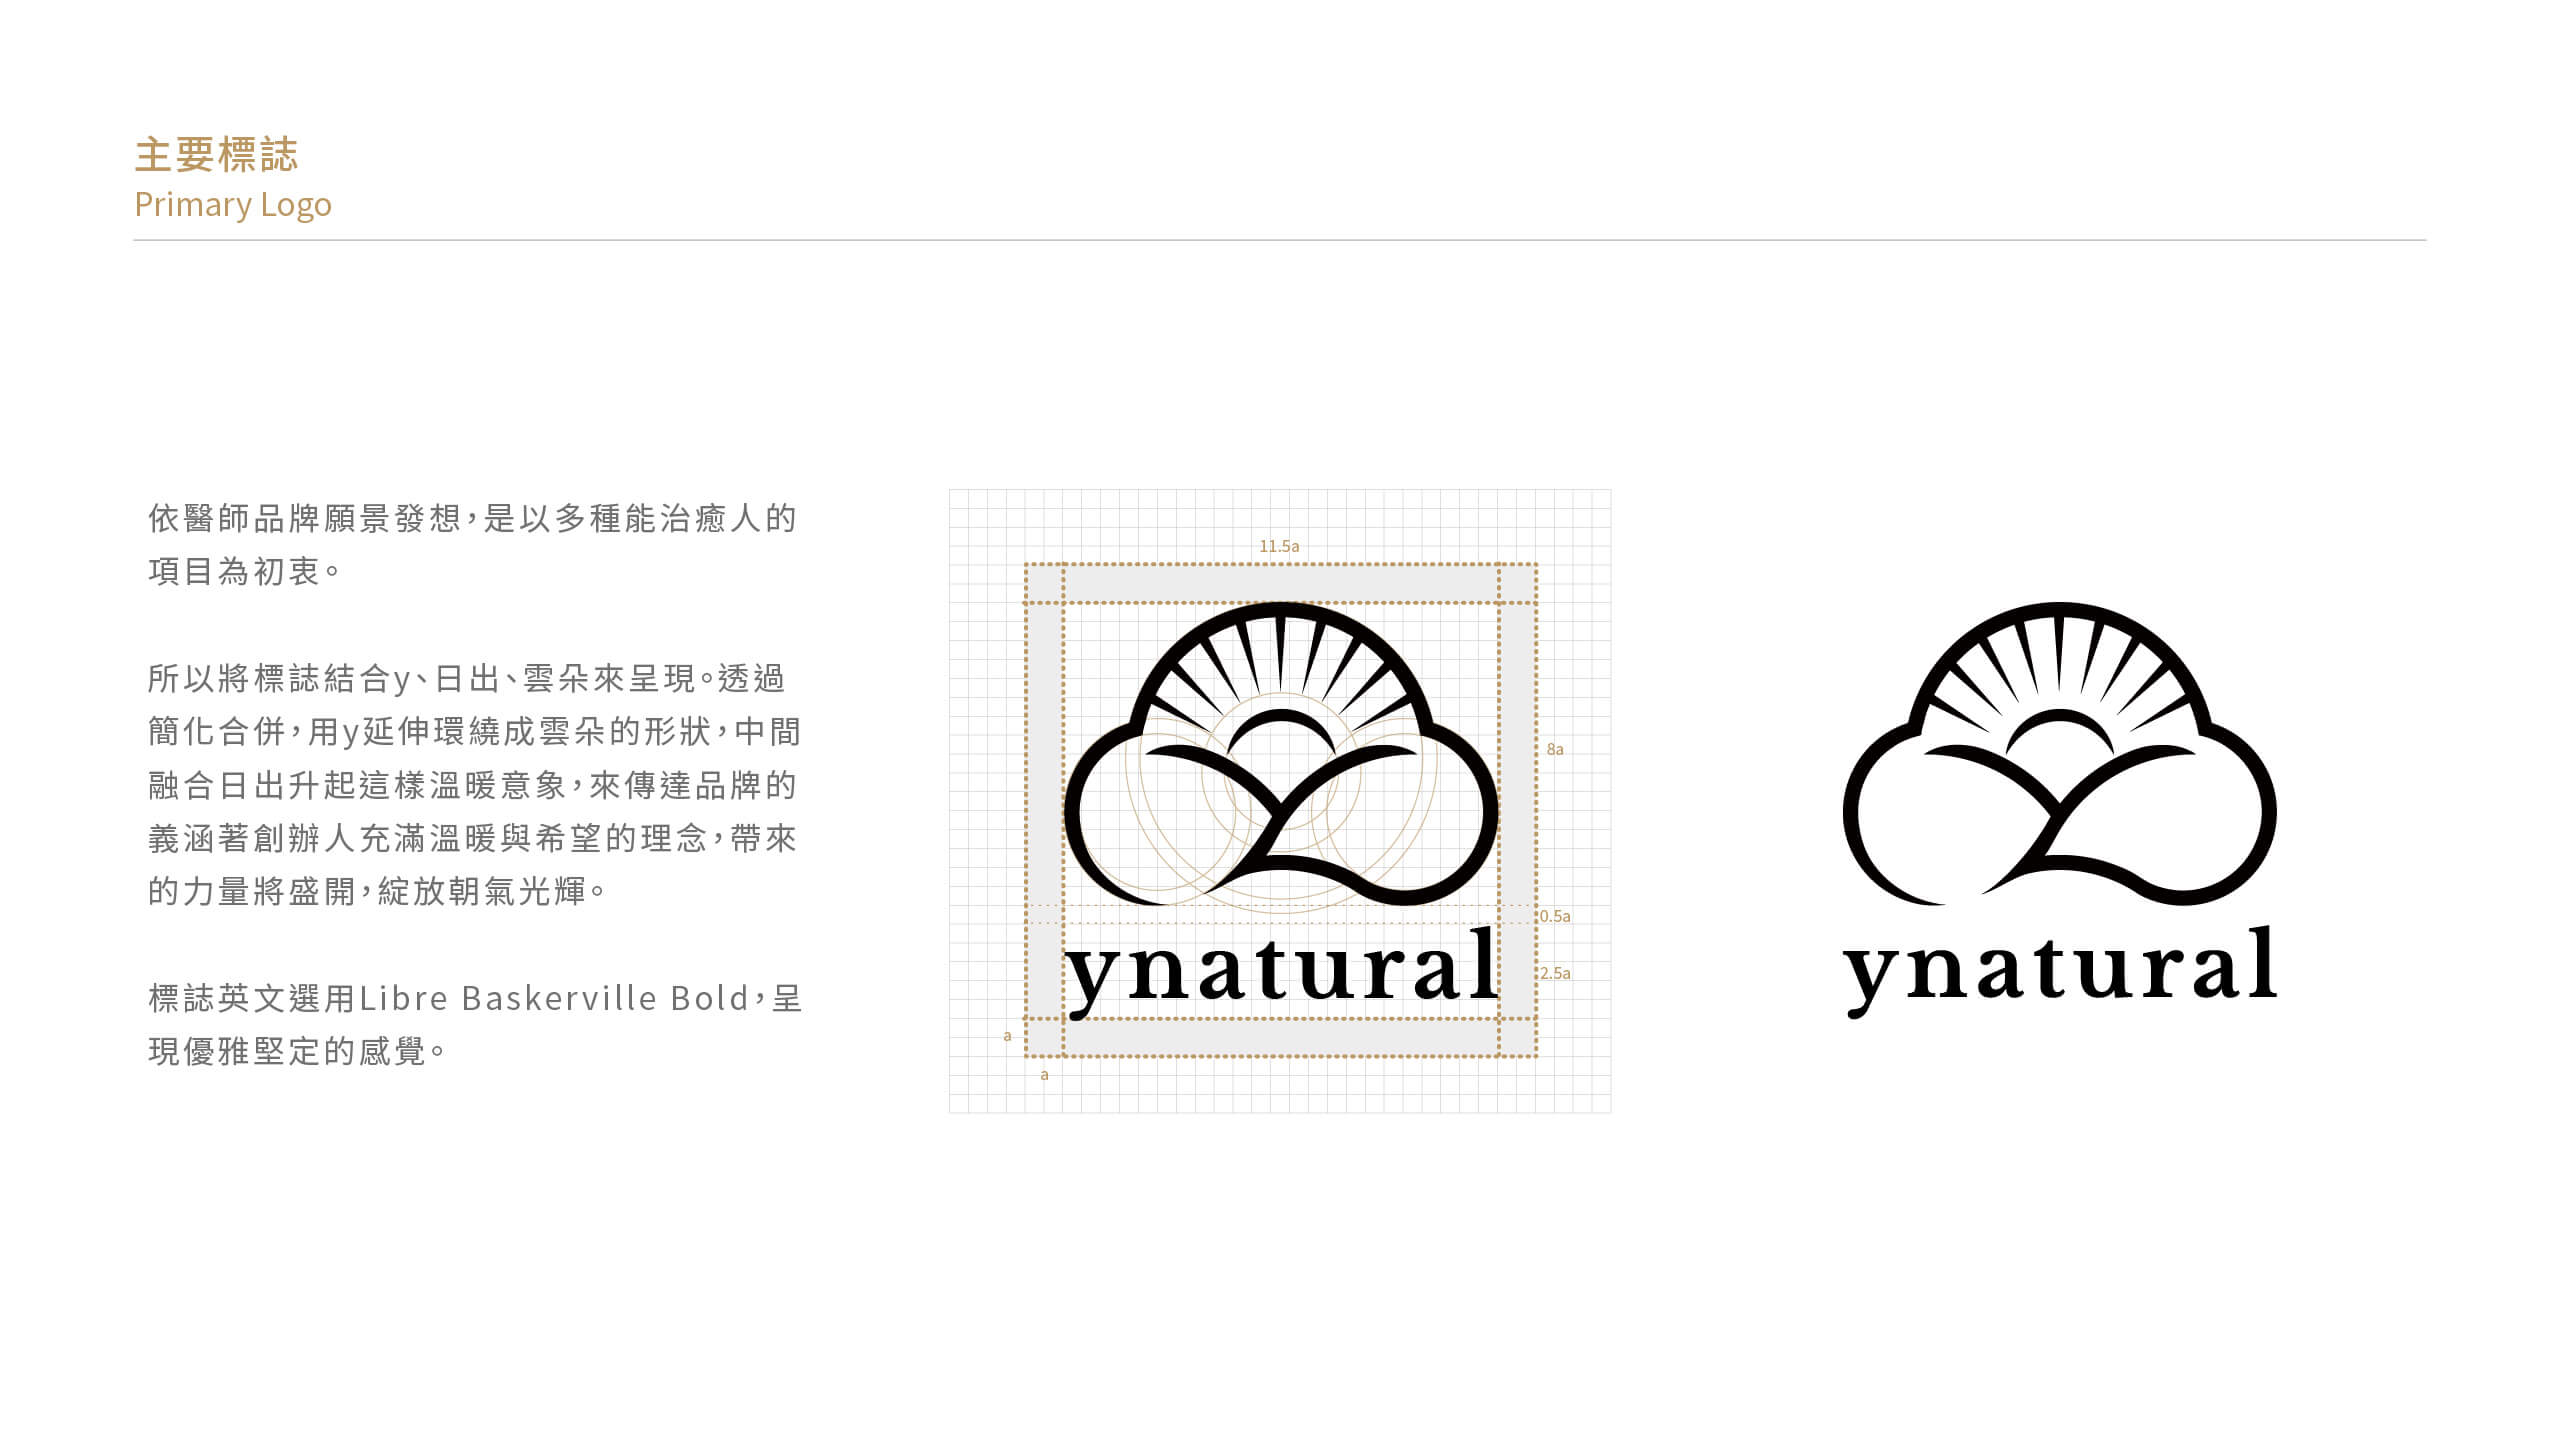 主要標誌
Primary Logo
依醫師品牌願景發想，是以多種能治癒人的
項目為初衷。
所以將標誌結合y、日出、雲朵來呈現。透過
簡化合併，用y延伸環繞成雲朵的形狀，中間
融合日出升起這樣溫暖意象，來傳達品牌的
義涵著創辦人充滿溫暖與希望的理念，帶來
的力量將盛開，綻放朝氣光輝。
標誌英文選用Libre Baskerville Bold，呈
現優雅堅定的感覺。
11.5a
8a
0.5a
ynatural
2.5a
a
a
ynatural